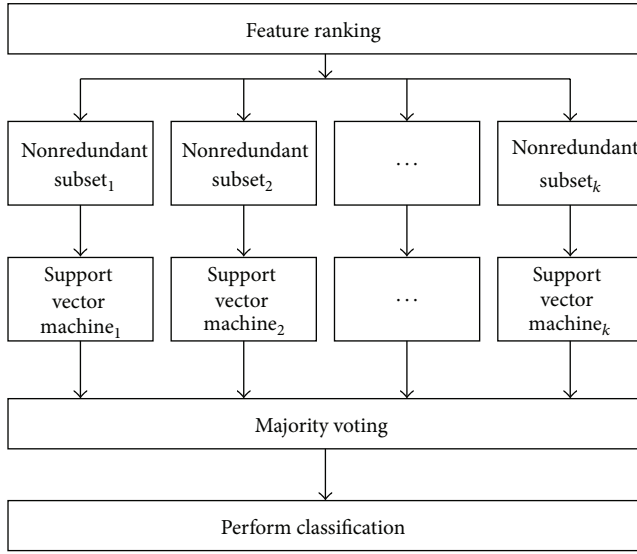 Feature ranking
Nonredundant
subset₁
Nonredundant
subset₂
...
Nonredundant
subsetₖ
Support
vector
machine₁
Support
vector
machine₂
...
Support
vector
machineₖ
Majority voting
Perform classification